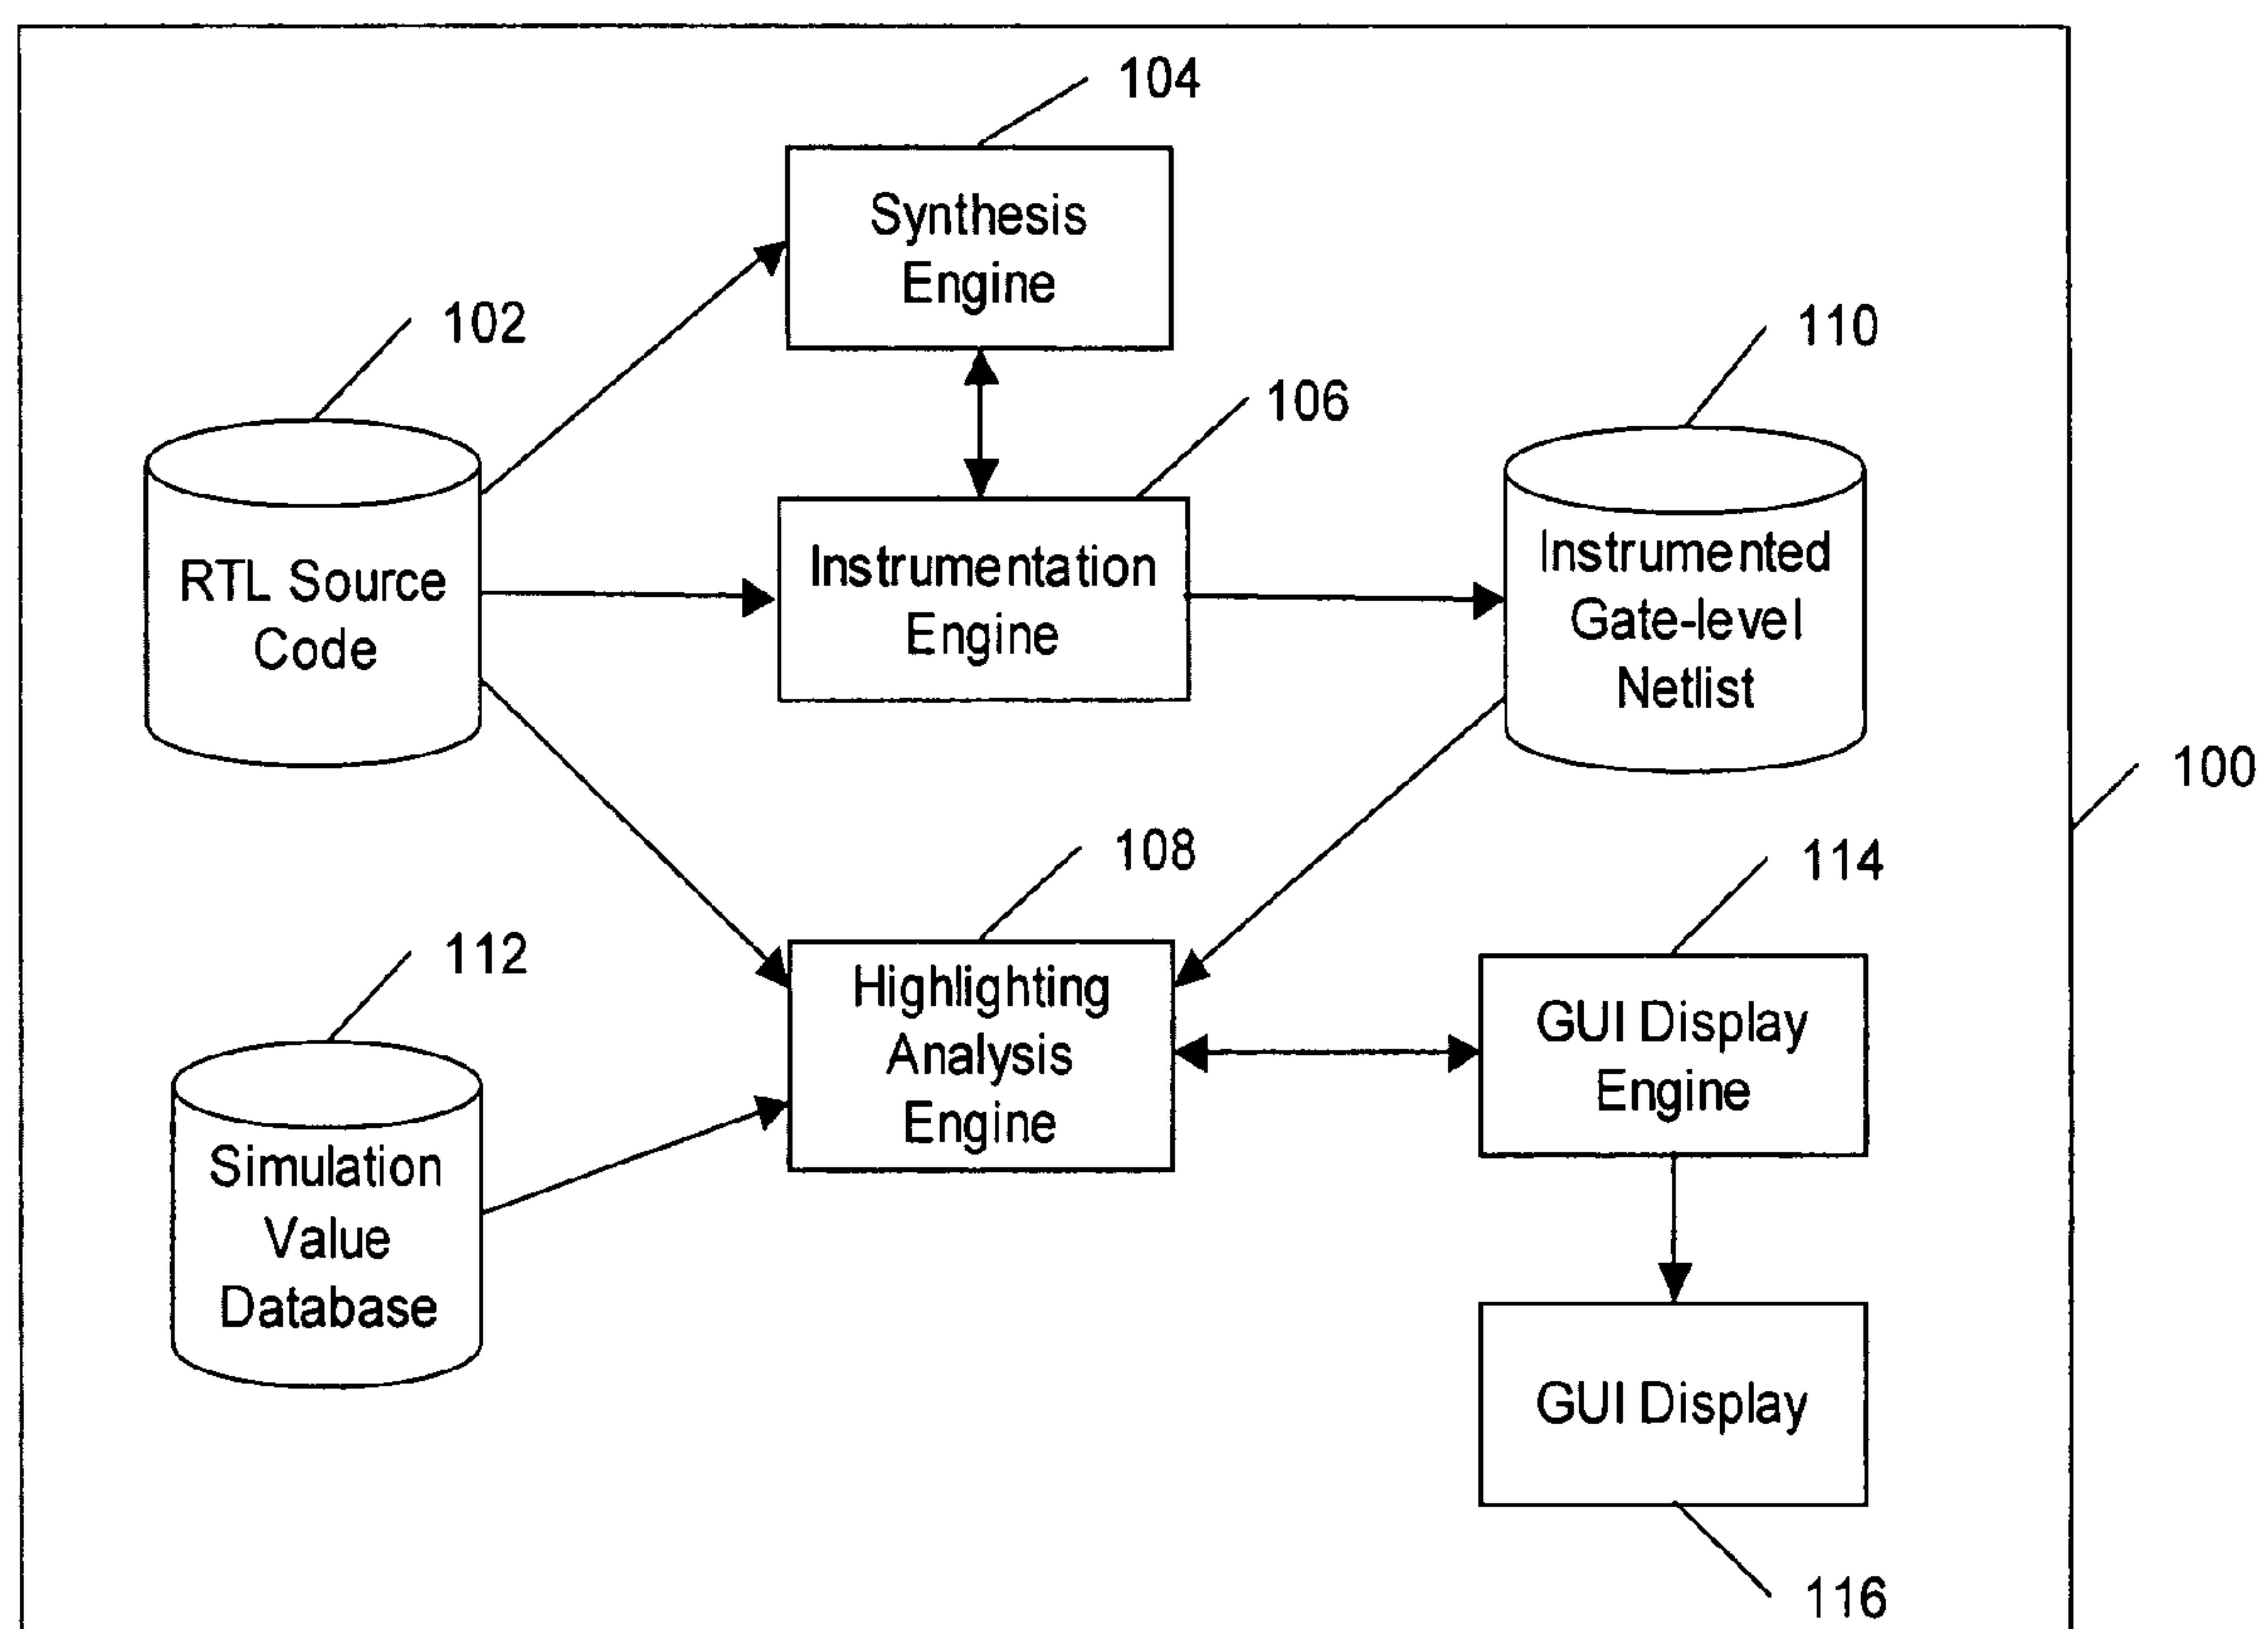 104
Synthesis
Engine
102
110
106
RTL Source
Code
Instrumentation
Engine
Instrumented
Gate-level
Netlist
100
108
114
112
Highlighting
Analysis
Engine
GUI Display
Engine
Simulation
Value
Database
GUI Display
116